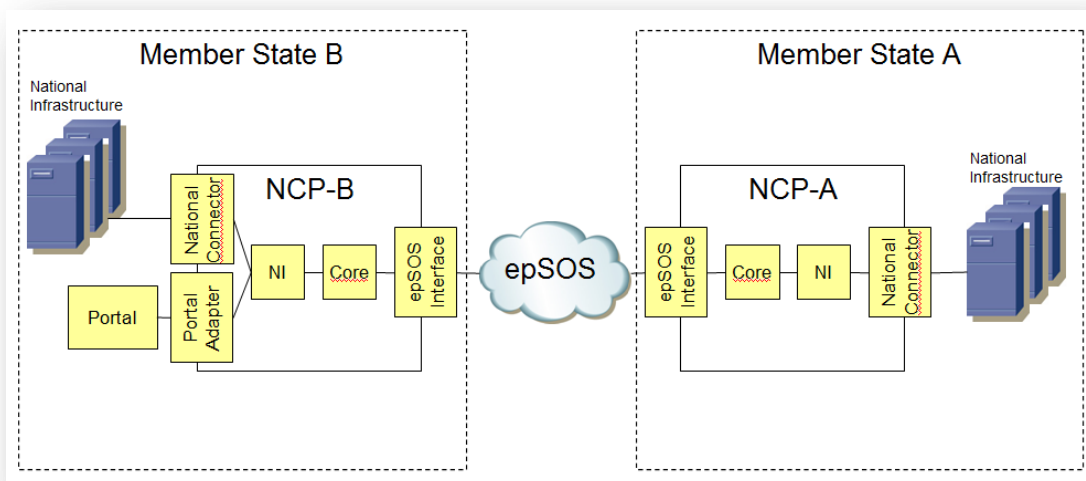 Member State B
National
Infrastructure
NCP-B
National
Connector
NI
Core
epSOS
Interface
Portal
Portal
Adapter
epSOS
Member State A
NCP-A
National
Infrastructure
epSOS
Interface
Core
NI
National
Connector